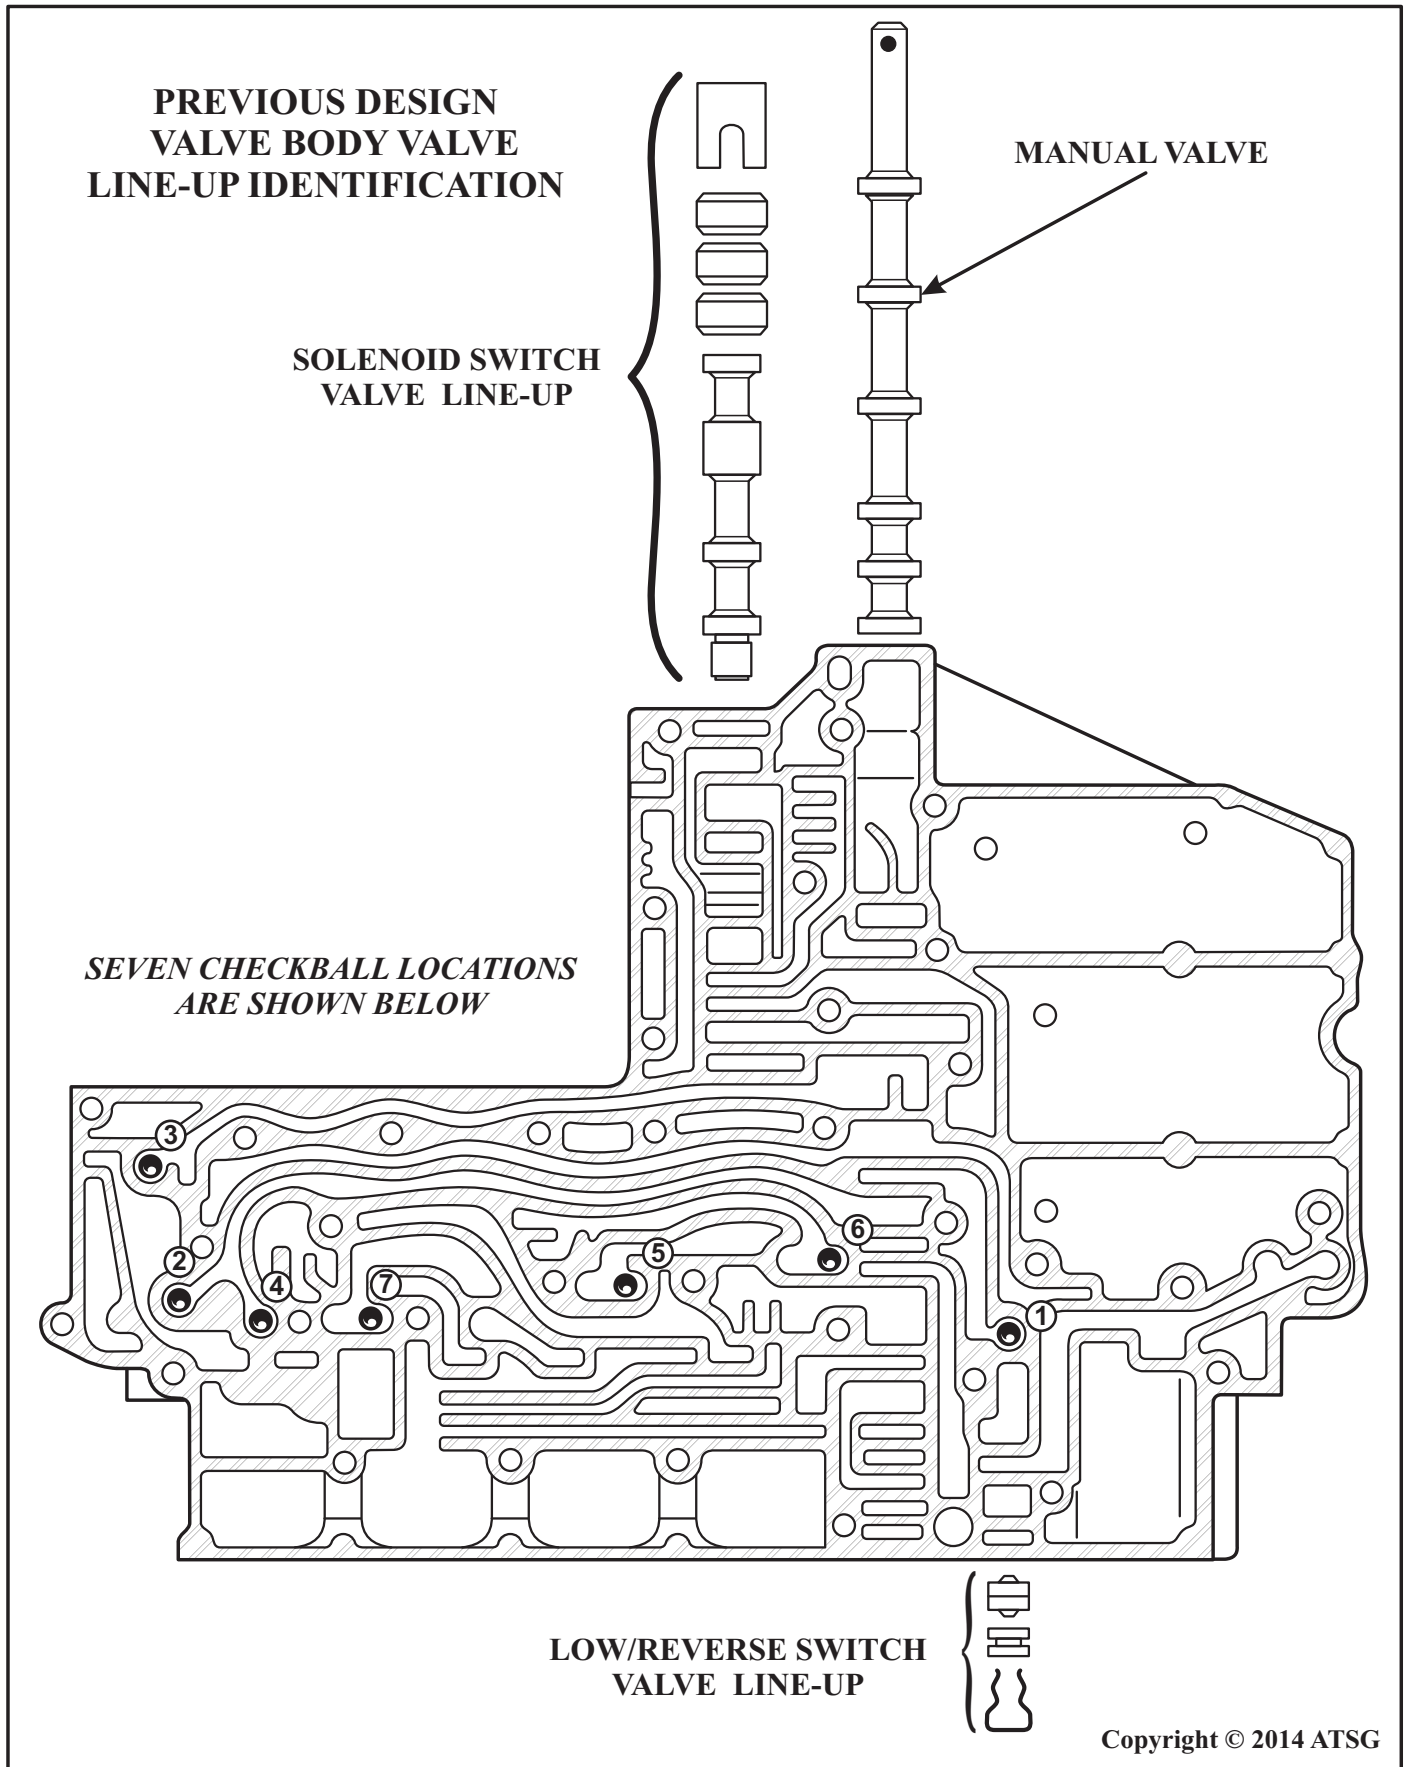 PREVIOUS DESIGN
VALVE BODY VALVE
LINE-UP IDENTIFICATION
MANUAL VALVE
SOLENOID SWITCH
VALVE LINE-UP
SEVEN CHECKBALL LOCATIONS
ARE SHOWN BELOW
3
6
5
2
4
7
1
LOW/REVERSE SWITCH
VALVE LINE-UP
Copyright © 2014 ATSG